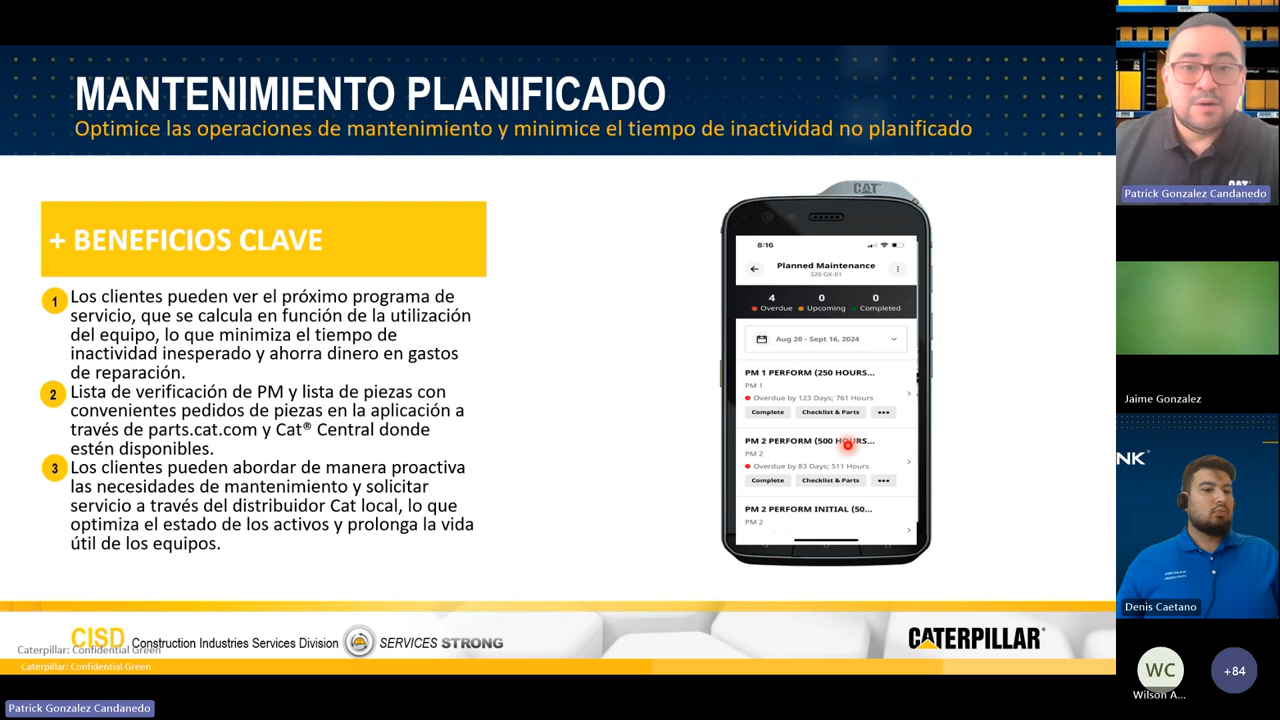 MANTENIMIENTO PLANIFICADO
Optimice las operaciones de mantenimiento y minimice el tiempo de inactividad no planificado
+ BENEFICIOS CLAVE
1 Los clientes pueden ver el próximo programa de
servicio, que se calcula en función de la utilización
del equipo, lo que minimiza el tiempo de
inactividad inesperado y ahorra dinero en gastos
de reparación.
2 Lista de verificación de PM y lista de piezas con
convenientes pedidos de piezas en la aplicación a
través de parts.cat.com y Cat® Central donde
estén disponibles.
3 Los clientes pueden abordar de manera proactiva
las necesidades de mantenimiento y solicitar
servicio a través del distribuidor Cat local, lo que
optimiza el estado de los activos y prolonga la vida
útil de los equipos.
CAT
8:16
Planned Maintenance
320 GX-01
4 0 0
Overdue Upcoming Completed
Aug 20 - Sept 16, 2024
PM 1 PERFORM (250 HOURS...
PM 1
Overdue by 123 Days; 761 Hours
Complete Checklist & Parts •••
PM 2 PERFORM (500 HOURS...
PM 2
Overdue by 83 Days; 511 Hours
Complete Checklist & Parts •••
PM 2 PERFORM INITIAL (50...
PM 2
CISD Construction Industries Services Division SERVICES STRONG
CATERPILLAR®
Caterpillar: Confidential Green
Caterpillar: Confidential Green
Patrick Gonzalez Candanedo
CAT
Patrick Gonzalez Candanedo
Jaime Gonzalez
NK
Denis Caetano
WC
Wilson A...
+84